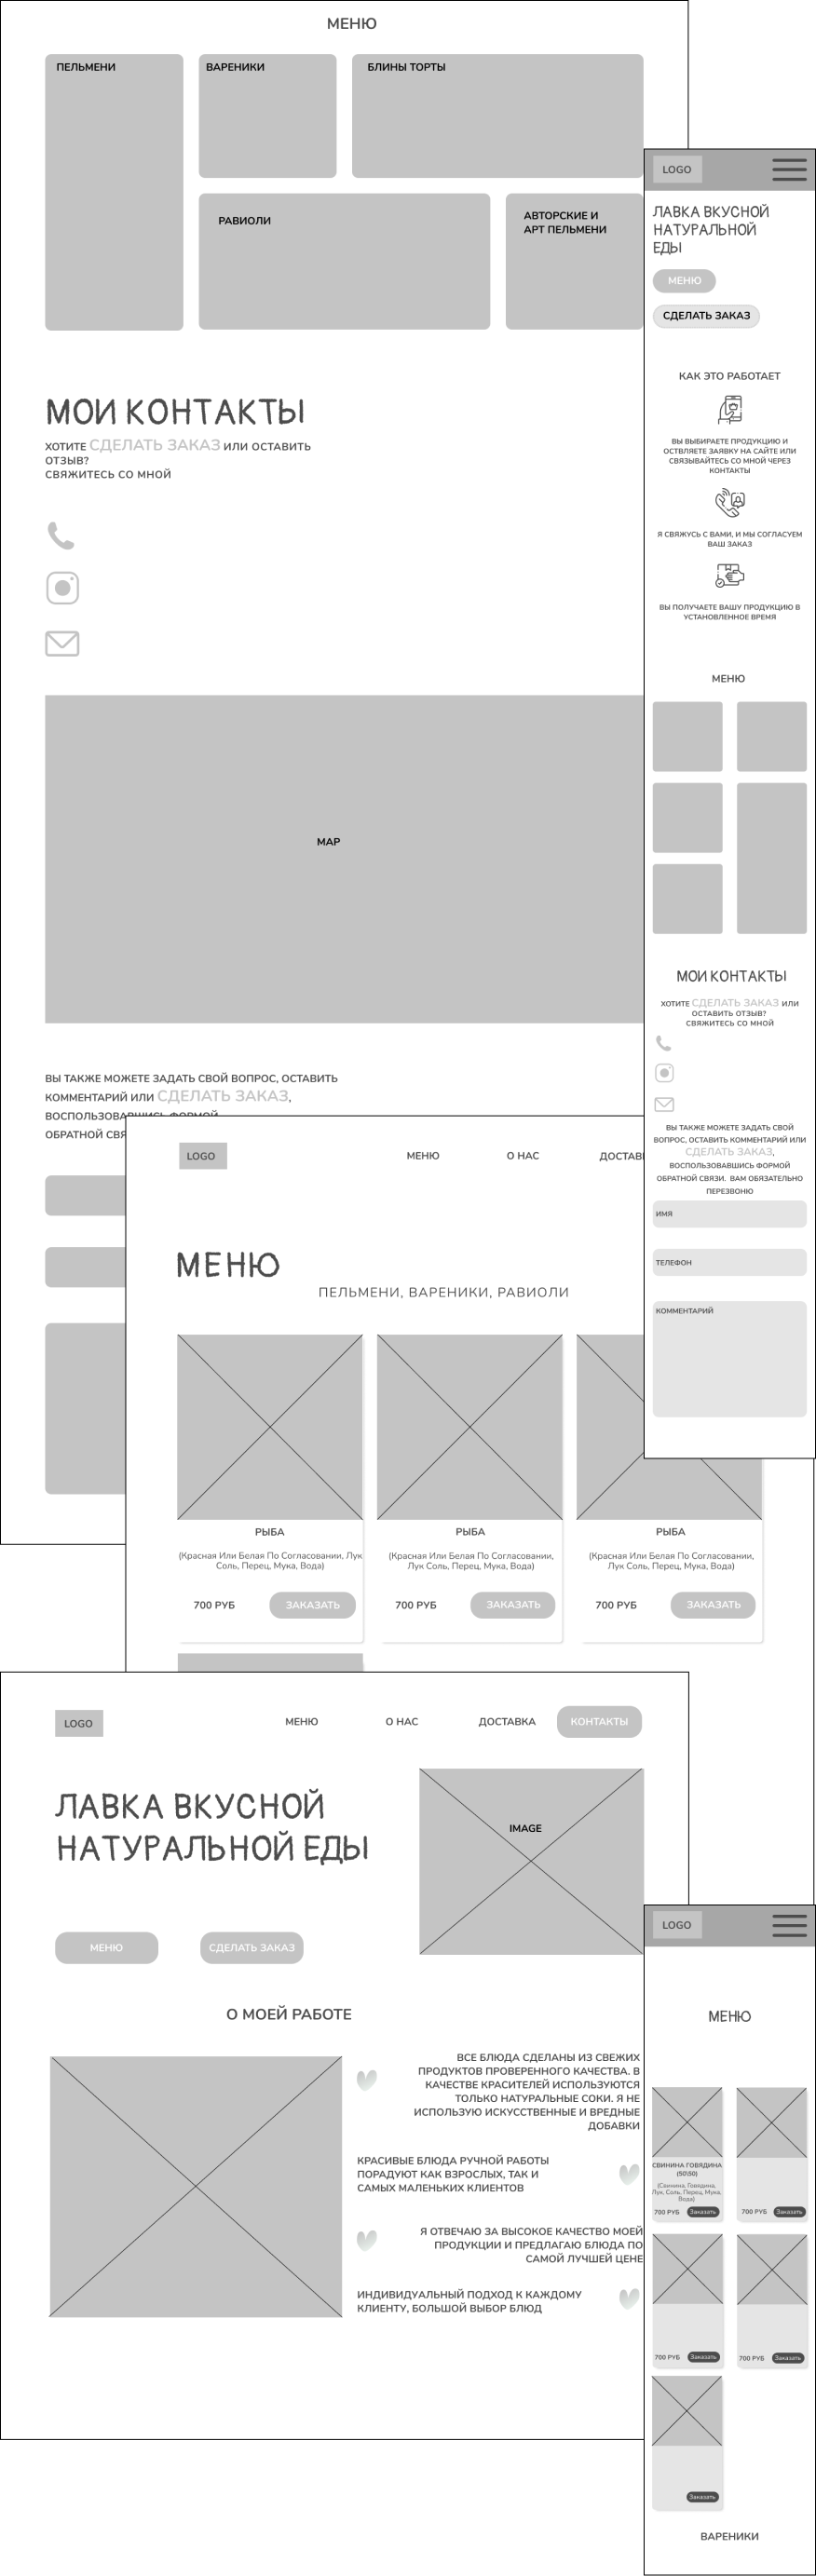 МЕНЮ
ПЕЛЬМЕНИ
ВАРЕНИКИ
БЛИНЫ ТОРТЫ
РАВИОЛИ
АВТОРСКИЕ И
АРТ ПЕЛЬМЕНИ
МОИ КОНТАКТЫ
ХОТИТЕ СДЕЛАТЬ ЗАКАЗ ИЛИ ОСТАВИТЬ
ОТЗЫВ?
СВЯЖИТЕСЬ СО МНОЙ
MAP
ВЫ ТАКЖЕ МОЖЕТЕ ЗАДАТЬ СВОЙ ВОПРОС, ОСТАВИТЬ
КОММЕНТАРИЙ ИЛИ СДЕЛАТЬ ЗАКАЗ,
ВОСПОЛЬЗОВАВШИСЬ ФОРМОЙ
ОБРАТНОЙ СВЯ
LOGO
ЛАВКА ВКУСНОЙ
НАТУРАЛЬНОЙ
ЕДЫ
МЕНЮ
СДЕЛАТЬ ЗАКАЗ
КАК ЭТО РАБОТАЕТ
ВЫ ВЫБИРАЕТЕ ПРОДУКЦИЮ И
ОСТВЛЯЕТЕ ЗАЯВКУ НА САЙТЕ ИЛИ
СВЯЗЫВАЙТЕСЬ СО МНОЙ ЧЕРЕЗ
КОНТАКТЫ
Я СВЯЖУСЬ С ВАМИ, И МЫ СОГЛАСУЕМ
ВАШ ЗАКАЗ
ВЫ ПОЛУЧАЕТЕ ВАШУ ПРОДУКЦИЮ В
УСТАНОВЛЕННОЕ ВРЕМЯ
МЕНЮ
МОИ КОНТАКТЫ
ХОТИТЕ СДЕЛАТЬ ЗАКАЗ ИЛИ
ОСТАВИТЬ ОТЗЫВ?
СВЯЖИТЕСЬ СО МНОЙ
ВЫ ТАКЖЕ МОЖЕТЕ ЗАДАТЬ СВОЙ
ВОПРОС, ОСТАВИТЬ КОММЕНТАРИЙ ИЛИ
СДЕЛАТЬ ЗАКАЗ,
ВОСПОЛЬЗОВАВШИСЬ ФОРМОЙ
ОБРАТНОЙ СВЯЗИ. ВАМ ОБЯЗАТЕЛЬНО
ПЕРЕЗВОНЮ
ИМЯ
ТЕЛЕФОН
КОММЕНТАРИЙ
LOGO
МЕНЮ
О НАС
ДОСТАВ
МЕНЮ
ПЕЛЬМЕНИ, ВАРЕНИКИ, РАВИОЛИ
РЫБА
(Красная Или Белая По Согласовании, Лук
Соль, Перец, Мука, Вода)
700 РУБ
ЗАКАЗАТЬ
РЫБА
(Красная Или Белая По Согласовании,
Лук Соль, Перец, Мука, Вода)
700 РУБ
ЗАКАЗАТЬ
РЫБА
(Красная Или Белая По Согласовании,
Лук Соль, Перец, Мука, Вода)
700 РУБ
ЗАКАЗАТЬ
LOGO
МЕНЮ
О НАС
ДОСТАВКА
КОНТАКТЫ
ЛАВКА ВКУСНОЙ
НАТУРАЛЬНОЙ ЕДЫ
IMAGE
МЕНЮ
СДЕЛАТЬ ЗАКАЗ
О МОЕЙ РАБОТЕ
ВСЕ БЛЮДА СДЕЛАНЫ ИЗ СВЕЖИХ
ПРОДУКТОВ ПРОВЕРЕННОГО КАЧЕСТВА. В
КАЧЕСТВЕ КРАСИТЕЛЕЙ ИСПОЛЬЗУЮТСЯ
ТОЛЬКО НАТУРАЛЬНЫЕ СОКИ. Я НЕ
ИСПОЛЬЗУЮ ИСКУССТВЕННЫЕ И ВРЕДНЫЕ
ДОБАВКИ
КРАСИВЫЕ БЛЮДА РУЧНОЙ РАБОТЫ
ПОРАДУЮТ КАК ВЗРОСЛЫХ, ТАК И
САМЫХ МАЛЕНЬКИХ КЛИЕНТОВ
Я ОТВЕЧАЮ ЗА ВЫСОКОЕ КАЧЕСТВО МОЕЙ
ПРОДУКЦИИ И ПРЕДЛАГАЮ БЛЮДА ПО
САМОЙ ЛУЧШЕЙ ЦЕНЕ
ИНДИВИДУАЛЬНЫЙ ПОДХОД К КАЖДОМУ
КЛИЕНТУ, БОЛЬШОЙ ВЫБОР БЛЮД
LOGO
МЕНЮ
СВИНИНА ГОВЯДИНА
(50\50)
(Свинина. Говядина,
Лук, Соль, Перец, Мука,
Вода)
700 РУБ
Заказать
700 РУБ
Заказать
700 РУБ
Заказать
700 РУБ
Заказать
Заказать
ВАРЕНИКИ